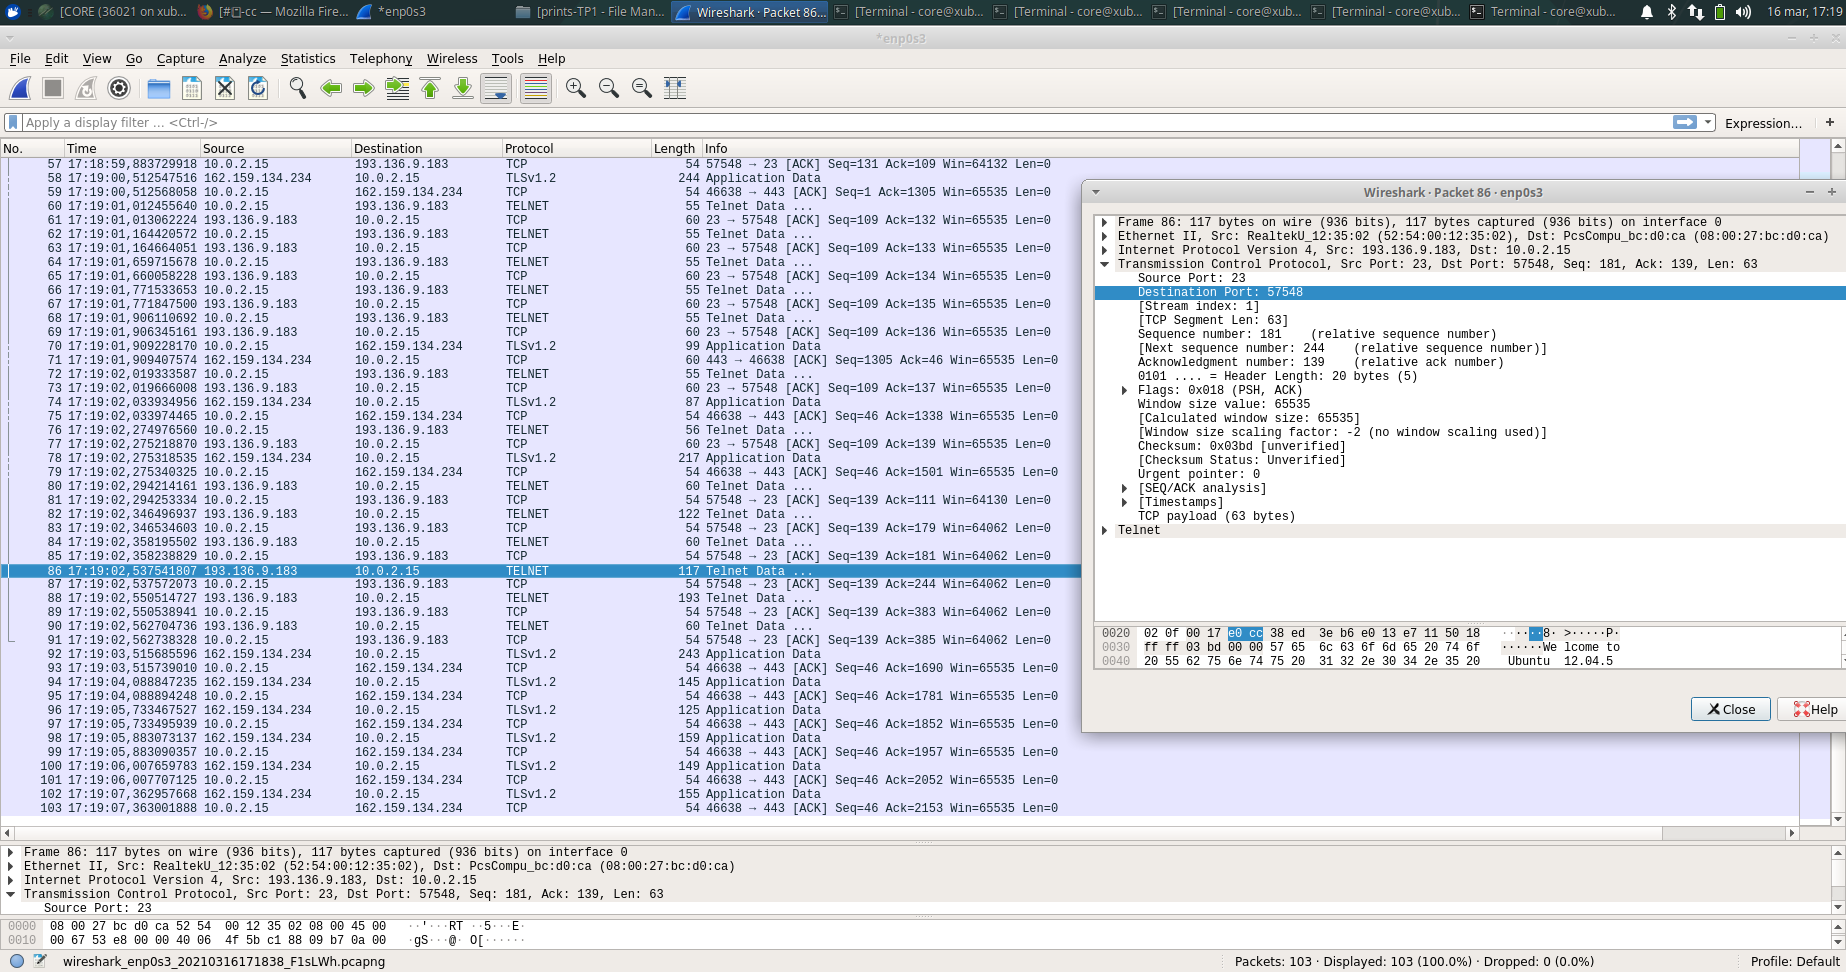 [CORE (36021 on xub... [#同-cc — Mozilla Fire... *enp0s3 [prints-TP1 - File Man... Wireshark · Packet 86... [Terminal - core@xub... [Terminal - core@xub... [Terminal - core@xub... [Terminal - core@xub... Terminal - core@xub... 16 mar, 17:19
*enp0s3
File Edit View Go Capture Analyze Statistics Telephony Wireless Tools Help
Apply a display filter ... <Ctrl-/> Expression... +
No. Time Source Destination Protocol Length Info
57 17:18:59,883729918 10.0.2.15 193.136.9.183 TCP 54 57548 → 23 [ACK] Seq=131 Ack=109 Win=64132 Len=0
58 17:19:00,512547516 162.159.134.234 10.0.2.15 TLSv1.2 244 Application Data
59 17:19:00,512568058 10.0.2.15 162.159.134.234 TCP 54 46638 → 443 [ACK] Seq=1 Ack=1305 Win=65535 Len=0
60 17:19:01,012455640 10.0.2.15 193.136.9.183 TELNET 55 Telnet Data ...
61 17:19:01,013062224 193.136.9.183 10.0.2.15 TCP 60 23 → 57548 [ACK] Seq=109 Ack=132 Win=65535 Len=0
62 17:19:01,164420572 10.0.2.15 193.136.9.183 TELNET 55 Telnet Data ...
63 17:19:01,164664051 193.136.9.183 10.0.2.15 TCP 60 23 → 57548 [ACK] Seq=109 Ack=133 Win=65535 Len=0
64 17:19:01,659715678 10.0.2.15 193.136.9.183 TELNET 55 Telnet Data ...
65 17:19:01,660058228 193.136.9.183 10.0.2.15 TCP 60 23 → 57548 [ACK] Seq=109 Ack=134 Win=65535 Len=0
66 17:19:01,771533653 10.0.2.15 193.136.9.183 TELNET 55 Telnet Data ...
67 17:19:01,771847500 193.136.9.183 10.0.2.15 TCP 60 23 → 57548 [ACK] Seq=109 Ack=135 Win=65535 Len=0
68 17:19:01,906110692 10.0.2.15 193.136.9.183 TELNET 55 Telnet Data ...
69 17:19:01,906345161 193.136.9.183 10.0.2.15 TCP 60 23 → 57548 [ACK] Seq=109 Ack=136 Win=65535 Len=0
70 17:19:01,909228170 10.0.2.15 162.159.134.234 TLSv1.2 99 Application Data
71 17:19:01,909407574 162.159.134.234 10.0.2.15 TCP 60 443 → 46638 [ACK] Seq=1305 Ack=46 Win=65535 Len=0
72 17:19:02,019333587 10.0.2.15 193.136.9.183 TELNET 55 Telnet Data ...
73 17:19:02,019666008 193.136.9.183 10.0.2.15 TCP 60 23 → 57548 [ACK] Seq=109 Ack=137 Win=65535 Len=0
74 17:19:02,033934956 162.159.134.234 10.0.2.15 TLSv1.2 87 Application Data
75 17:19:02,033974465 10.0.2.15 162.159.134.234 TCP 54 46638 → 443 [ACK] Seq=46 Ack=1338 Win=65535 Len=0
76 17:19:02,274976560 10.0.2.15 193.136.9.183 TELNET 56 Telnet Data ...
77 17:19:02,275218870 193.136.9.183 10.0.2.15 TCP 60 23 → 57548 [ACK] Seq=109 Ack=139 Win=65535 Len=0
78 17:19:02,275318535 162.159.134.234 10.0.2.15 TLSv1.2 217 Application Data
79 17:19:02,275340325 10.0.2.15 162.159.134.234 TCP 54 46638 → 443 [ACK] Seq=46 Ack=1501 Win=65535 Len=0
80 17:19:02,294214161 193.136.9.183 10.0.2.15 TELNET 60 Telnet Data ...
81 17:19:02,294253334 10.0.2.15 193.136.9.183 TCP 54 57548 → 23 [ACK] Seq=139 Ack=111 Win=64130 Len=0
82 17:19:02,346496937 193.136.9.183 10.0.2.15 TELNET 122 Telnet Data ...
83 17:19:02,346534603 10.0.2.15 193.136.9.183 TCP 54 57548 → 23 [ACK] Seq=139 Ack=179 Win=64062 Len=0
84 17:19:02,358195502 193.136.9.183 10.0.2.15 TELNET 60 Telnet Data ...
85 17:19:02,358238829 10.0.2.15 193.136.9.183 TCP 54 57548 → 23 [ACK] Seq=139 Ack=181 Win=64062 Len=0
86 17:19:02,537541807 193.136.9.183 10.0.2.15 TELNET 117 Telnet Data ...
87 17:19:02,537572073 10.0.2.15 193.136.9.183 TCP 54 57548 → 23 [ACK] Seq=139 Ack=244 Win=64062 Len=0
88 17:19:02,550514727 193.136.9.183 10.0.2.15 TELNET 193 Telnet Data ...
89 17:19:02,550538941 10.0.2.15 193.136.9.183 TCP 54 57548 → 23 [ACK] Seq=139 Ack=383 Win=64062 Len=0
90 17:19:02,562704736 193.136.9.183 10.0.2.15 TELNET 60 Telnet Data ...
91 17:19:02,562738328 10.0.2.15 193.136.9.183 TCP 54 57548 → 23 [ACK] Seq=139 Ack=385 Win=64062 Len=0
92 17:19:03,515685596 162.159.134.234 10.0.2.15 TLSv1.2 243 Application Data
93 17:19:03,515739010 10.0.2.15 162.159.134.234 TCP 54 46638 → 443 [ACK] Seq=46 Ack=1690 Win=65535 Len=0
94 17:19:04,088847235 162.159.134.234 10.0.2.15 TLSv1.2 145 Application Data
95 17:19:04,088894248 10.0.2.15 162.159.134.234 TCP 54 46638 → 443 [ACK] Seq=46 Ack=1781 Win=65535 Len=0
96 17:19:05,733467527 162.159.134.234 10.0.2.15 TLSv1.2 125 Application Data
97 17:19:05,733495939 10.0.2.15 162.159.134.234 TCP 54 46638 → 443 [ACK] Seq=46 Ack=1852 Win=65535 Len=0
98 17:19:05,883073137 162.159.134.234 10.0.2.15 TLSv1.2 159 Application Data
99 17:19:05,883090357 10.0.2.15 162.159.134.234 TCP 54 46638 → 443 [ACK] Seq=46 Ack=1957 Win=65535 Len=0
100 17:19:06,007659783 162.159.134.234 10.0.2.15 TLSv1.2 149 Application Data
101 17:19:06,007707125 10.0.2.15 162.159.134.234 TCP 54 46638 → 443 [ACK] Seq=46 Ack=2052 Win=65535 Len=0
102 17:19:07,362957668 162.159.134.234 10.0.2.15 TLSv1.2 155 Application Data
103 17:19:07,363001888 10.0.2.15 162.159.134.234 TCP 54 46638 → 443 [ACK] Seq=46 Ack=2153 Win=65535 Len=0
Wireshark · Packet 86 · enp0s3
Frame 86: 117 bytes on wire (936 bits), 117 bytes captured (936 bits) on interface 0
Ethernet II, Src: RealtekU_12:35:02 (52:54:00:12:35:02), Dst: PcsCompu_bc:d0:ca (08:00:27:bc:d0:ca)
Internet Protocol Version 4, Src: 193.136.9.183, Dst: 10.0.2.15
Transmission Control Protocol, Src Port: 23, Dst Port: 57548, Seq: 181, Ack: 139, Len: 63
Source Port: 23
Destination Port: 57548
[Stream index: 1]
[TCP Segment Len: 63]
Sequence number: 181 (relative sequence number)
[Next sequence number: 244 (relative sequence number)]
Acknowledgment number: 139 (relative ack number)
0101 .... = Header Length: 20 bytes (5)
Flags: 0x018 (PSH, ACK)
Window size value: 65535
[Calculated window size: 65535]
[Window size scaling factor: -2 (no window scaling used)]
Checksum: 0x03bd [unverified]
[Checksum Status: Unverified]
Urgent pointer: 0
[SEQ/ACK analysis]
[Timestamps]
TCP payload (63 bytes)
Telnet
0020 02 0f 00 17 e0 cc 38 ed 3e b6 e0 13 e7 11 50 18 ······8· >·····P·
0030 ff ff 03 bd 00 00 57 65 6c 63 6f 6d 65 20 74 6f ······We lcome to
0040 20 55 62 75 6e 74 75 20 31 32 2e 30 34 2e 35 20 Ubuntu 12.04.5
Close Help
Frame 86: 117 bytes on wire (936 bits), 117 bytes captured (936 bits) on interface 0
Ethernet II, Src: RealtekU_12:35:02 (52:54:00:12:35:02), Dst: PcsCompu_bc:d0:ca (08:00:27:bc:d0:ca)
Internet Protocol Version 4, Src: 193.136.9.183, Dst: 10.0.2.15
Transmission Control Protocol, Src Port: 23, Dst Port: 57548, Seq: 181, Ack: 139, Len: 63
Source Port: 23
0000 08 00 27 bc d0 ca 52 54 00 12 35 02 08 00 45 00 ··'···RT ··5···E·
0010 00 67 53 e8 00 00 40 06 4f 5b c1 88 09 b7 0a 00 ·gS···@· O[······
wireshark_enp0s3_20210316171838_F1sLWh.pcapng Packets: 103 · Displayed: 103 (100.0%) · Dropped: 0 (0.0%) Profile: Default